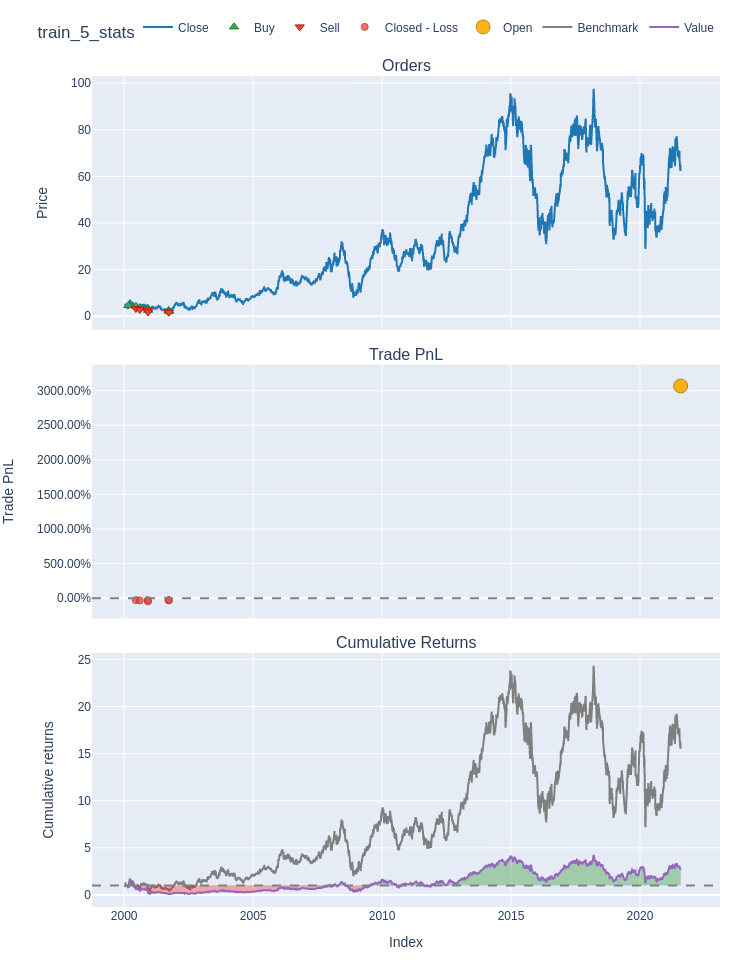 train_5_stats
Close
Buy
Sell
Closed - Loss
Open
Benchmark
Value
Orders
100
80
60
40
20
0
Price
Trade PnL
3000.00%
2500.00%
2000.00%
1500.00%
1000.00%
500.00%
0.00%
Trade PnL
Cumulative Returns
25
20
15
10
5
0
Cumulative returns
2000
2005
2010
2015
2020
Index